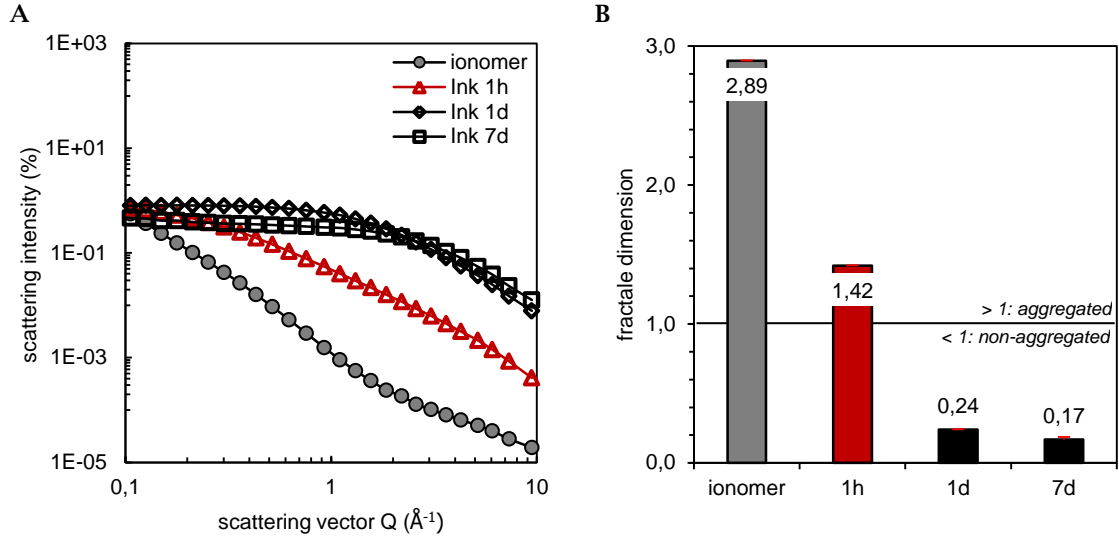 A
scattering intensity (%)
1E+03
1E+01
1E-01
1E-03
1E-05
ionomer
Ink 1h
Ink 1d
Ink 7d
0,1
1
10
scattering vector Q (Å⁻¹)
B
fractale dimension
3,0
2,0
1,0
0,0
2,89
1,42
0,24
0,17
> 1: aggregated
< 1: non-aggregated
ionomer
1h
1d
7d